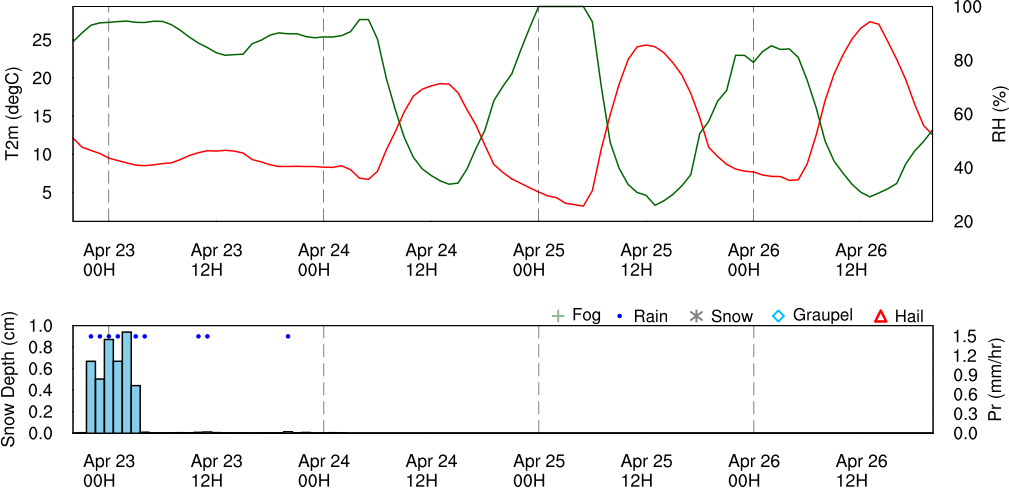 100
25
80
20
60
15
10
40
5
20
T2m (degC)
RH (%)
Apr 23 Apr 23 Apr 24 Apr 24 Apr 25 Apr 25 Apr 26 Apr 26
00H 12H 00H 12H 00H 12H 00H 12H
Fog Rain Snow Graupel Hail
1.0
0.8
0.6
0.4
0.2
0.0
Snow Depth (cm)
1.5
1.2
0.9
0.6
0.3
0.0
Pr (mm/hr)
Apr 23 Apr 23 Apr 24 Apr 24 Apr 25 Apr 25 Apr 26 Apr 26
00H 12H 00H 12H 00H 12H 00H 12H